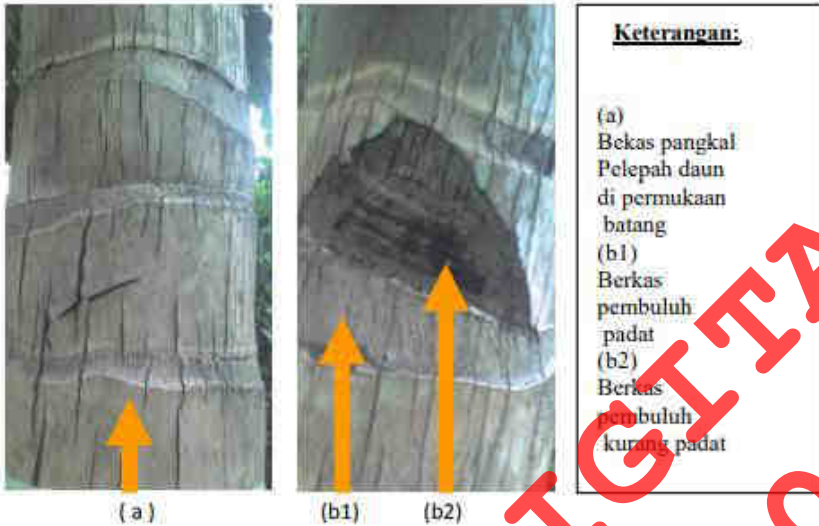 Keterangan:
(a)
Bekas pangkal
Pelepah daun
di permukaan
batang
(b1)
Berkas
pembuluh
padat
(b2)
Berkas
pembuluh
kurang padat
( a )
(b1)
(b2)